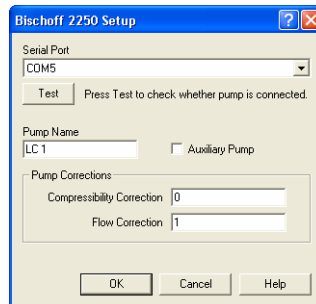 Bischoff 2250 Setup
Serial Port
COM5
Test Press Test to check whether pump is connected.
Pump Name
LC 1 Auxiliary Pump
Pump Corrections
Compressibility Correction 0
Flow Correction 1
OK Cancel Help